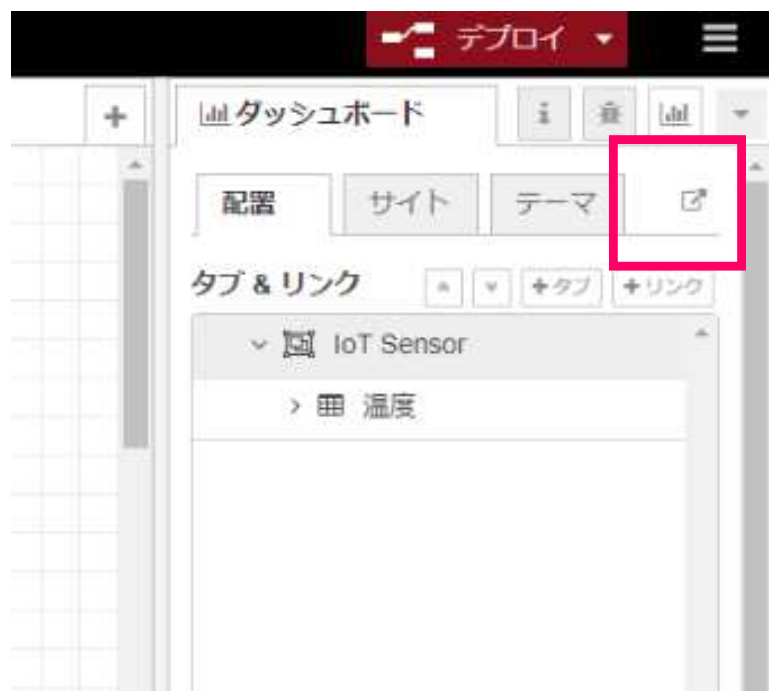 デプロイ
ダッシュボード
i
配置 サイト テーマ
タブ & リンク +タブ +リンク
IoT Sensor
温度